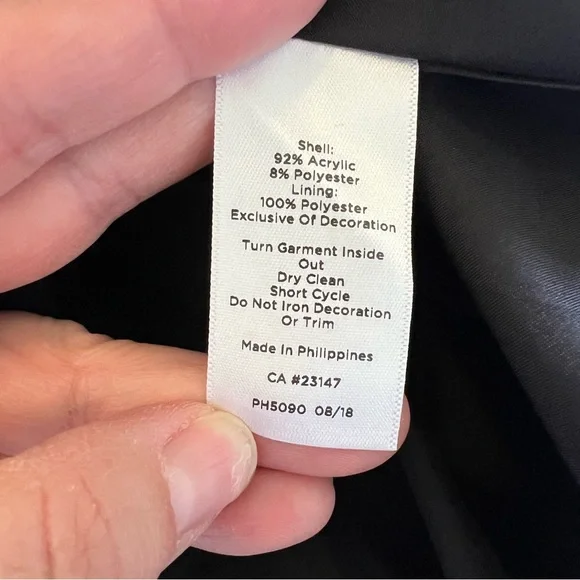 Shell:
92% Acrylic
8% Polyester
Lining:
100% Polyester
Exclusive Of Decoration
Turn Garment Inside
Out
Dry Clean
Short Cycle
Do Not Iron Decoration
Or Trim
Made In Philippines
CA #23147
PH5090 08/18